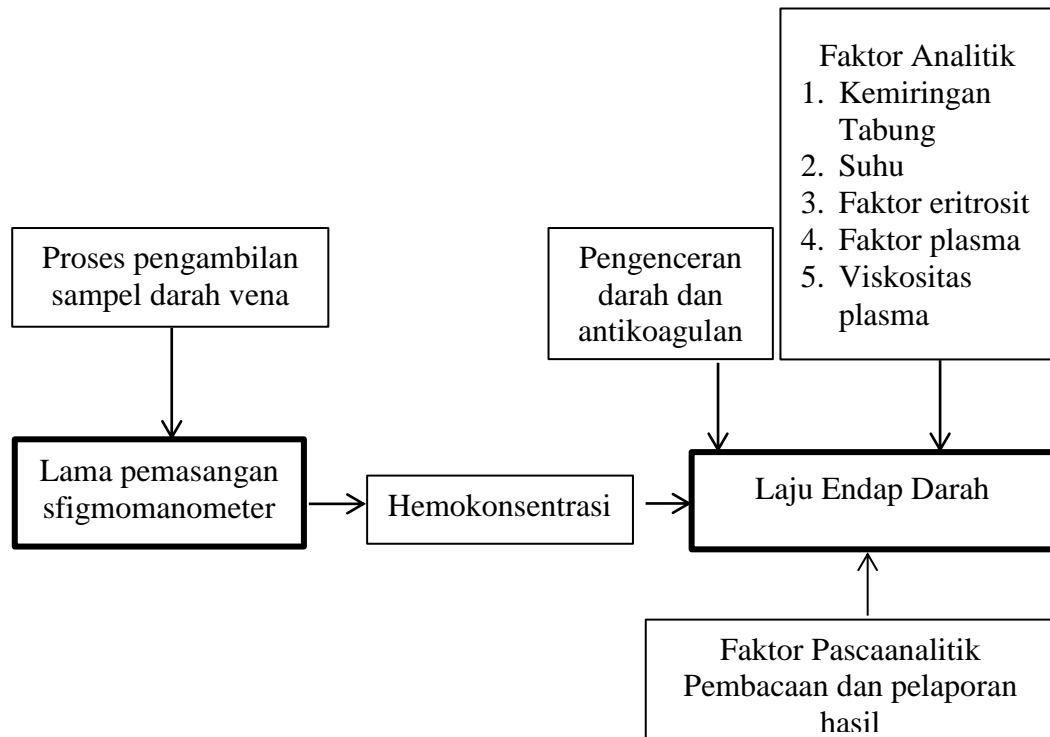 Faktor Analitik
1. Kemiringan
Tabung
2. Suhu
3. Faktor eritrosit
4. Faktor plasma
5. Viskositas
plasma
Proses pengambilan
sampel darah vena
Pengenceran
darah dan
antikoagulan
Lama pemasangan
sfigmomanometer
Hemokonsentrasi
Laju Endap Darah
Faktor Pascaanalitik
Pembacaan dan pelaporan
hasil